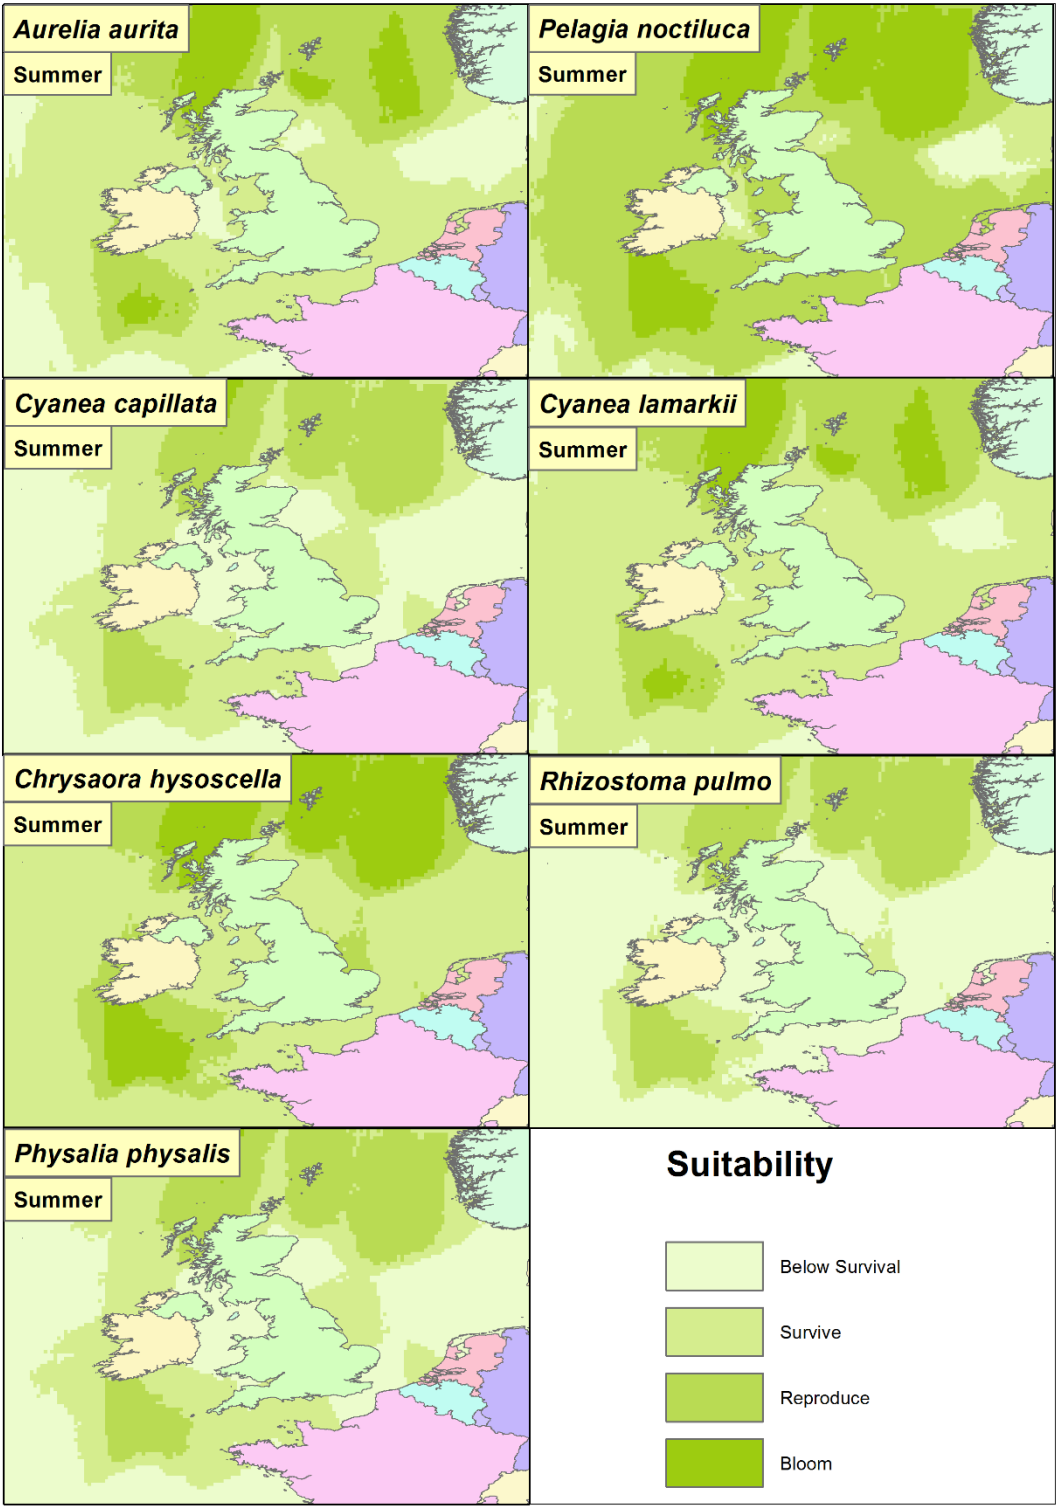 Aurelia aurita
Summer
Pelagia noctiluca
Summer
Cyanea capillata
Summer
Cyanea lamarkii
Summer
Chrysaora hysoscella
Summer
Rhizostoma pulmo
Summer
Physalia physalis
Summer
Suitability
Below Survival
Survive
Reproduce
Bloom